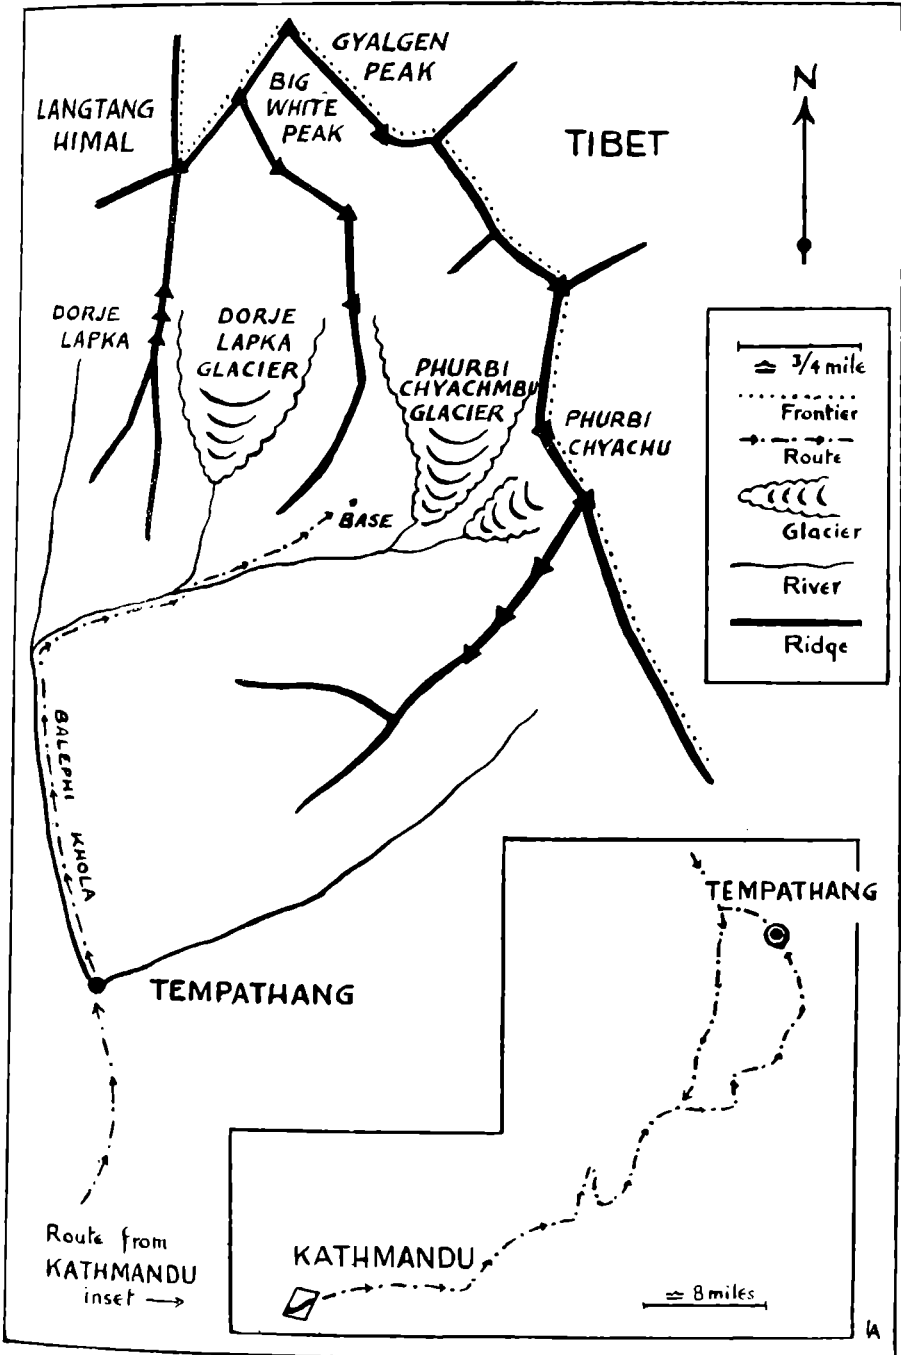 GYALGEN
PEAK
BIG
WHITE
PEAK
LANGTANG
HIMAL
TIBET
N
DORJE
LAPKA
DORJE
LAPKA
GLACIER
PHURBI
CHYACHMBU
GLACIER
PHURBI
CHYACHU
≏ 3/4 mile
Frontier
Route
Glacier
River
Ridge
BASE
BALEPHI KHOLA
TEMPATHANG
Route from
KATHMANDU
inset →
TEMPATHANG
KATHMANDU
≏ 8 miles